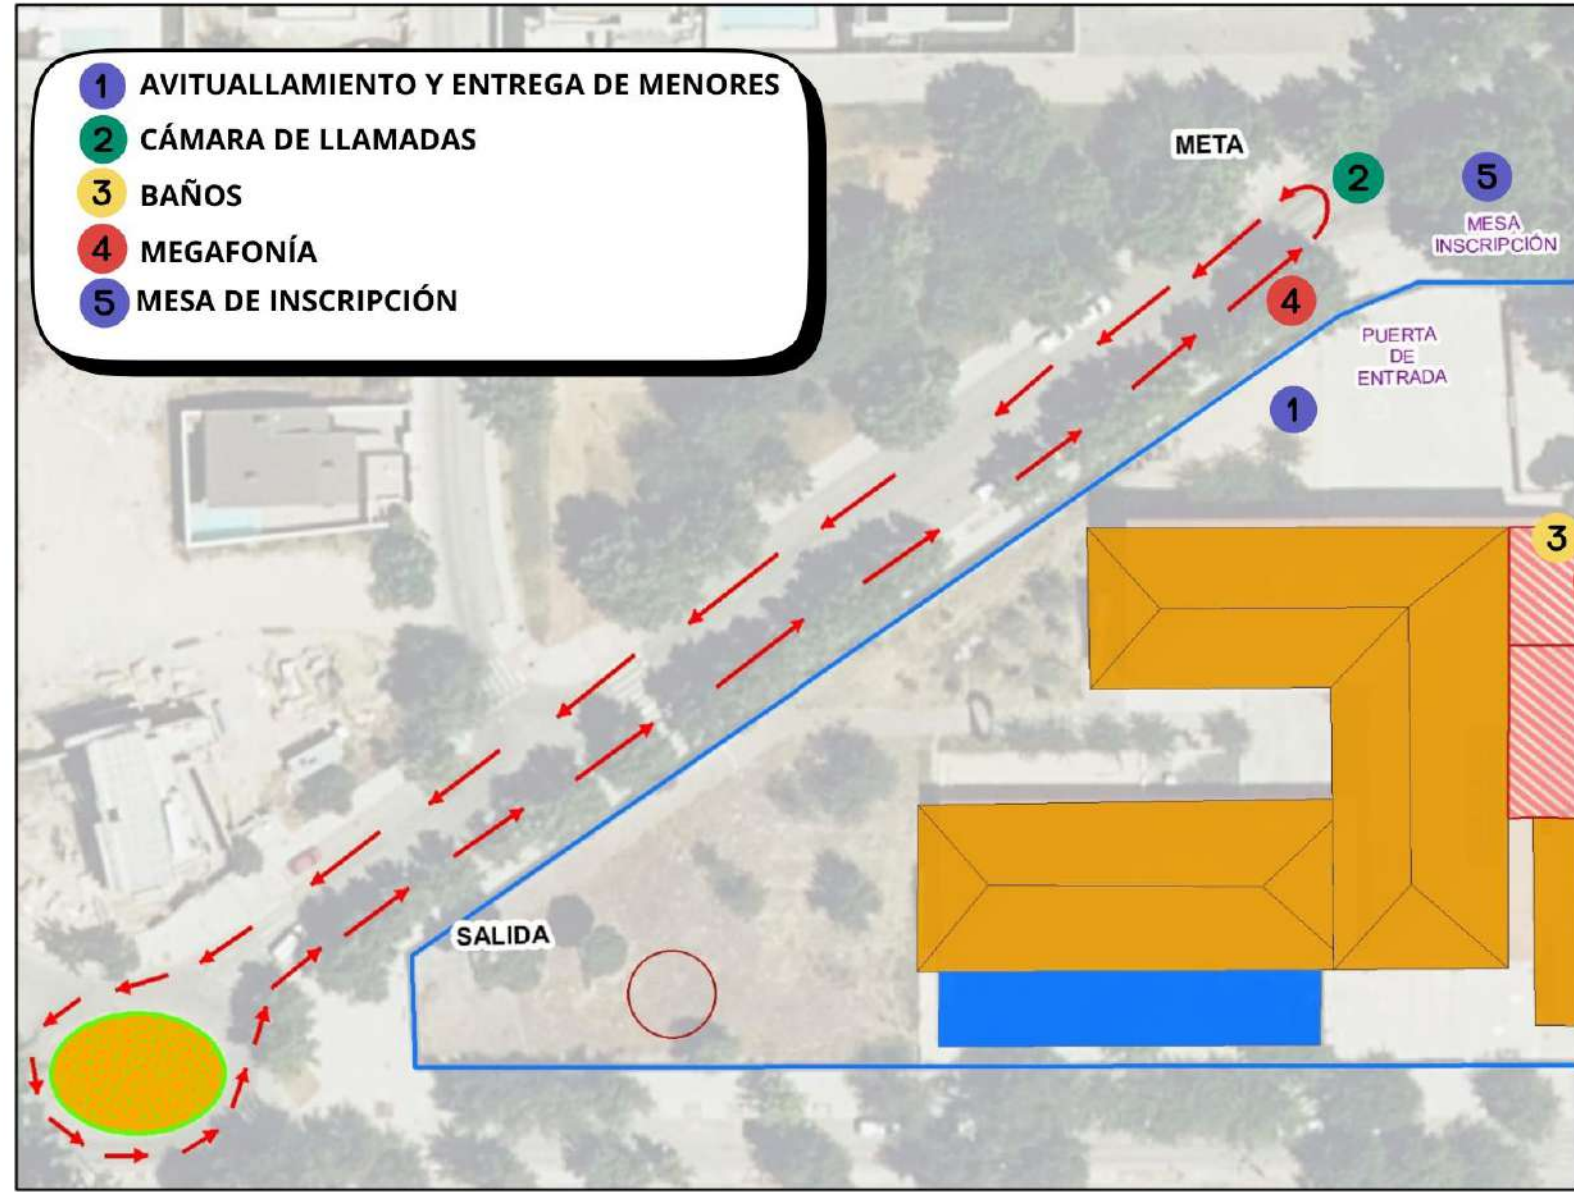 1 AVITUALLAMIENTO Y ENTREGA DE MENORES
2 CÁMARA DE LLAMADAS
3 BAÑOS
4 MEGAFONÍA
5 MESA DE INSCRIPCIÓN
META
2
5
MESA
INSCRIPCIÓN
4
PUERTA
DE
ENTRADA
1
3
SALIDA